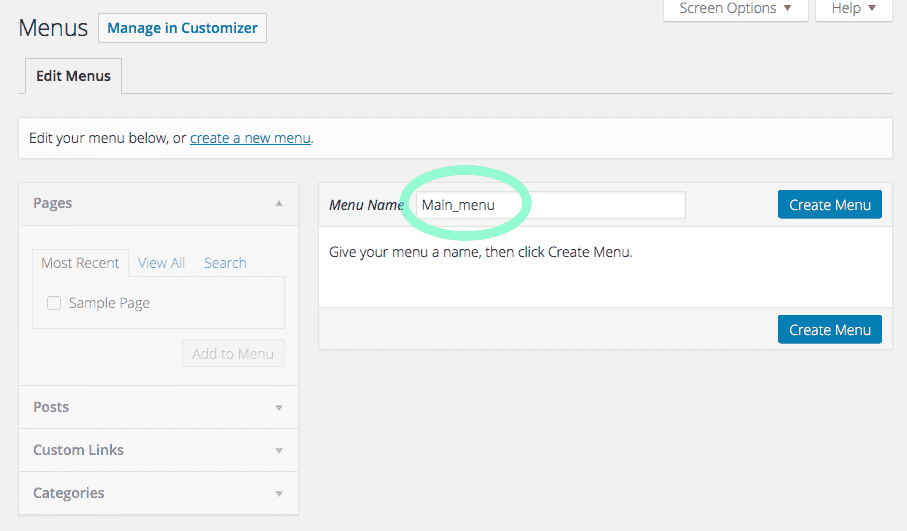 Screen Options Help
Menus Manage in Customizer
Edit Menus
Edit your menu below, or create a new menu.
Pages
Most Recent View All Search
Sample Page
Add to Menu
Posts
Custom Links
Categories
Menu Name Main_menu Create Menu
Give your menu a name, then click Create Menu.
Create Menu